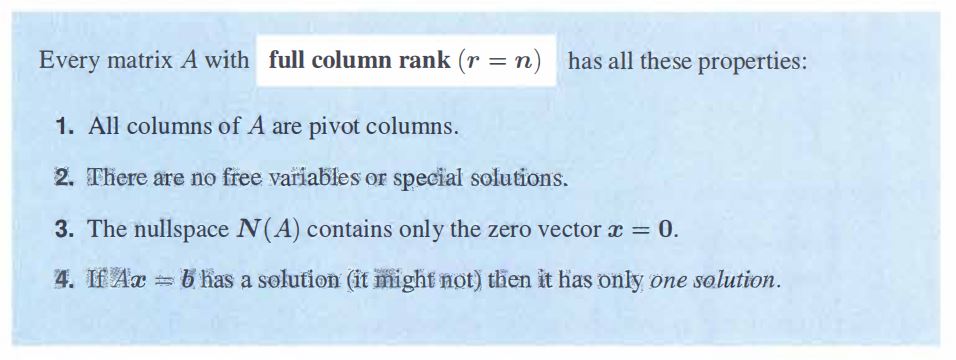 Every matrix A with full column rank (r = n) has all these properties:
1. All columns of A are pivot columns.
2. There are no free variables or special solutions.
3. The nullspace N(A) contains only the zero vector x = 0.
4. If Ax = b has a solution (it might not) then it has only one solution.